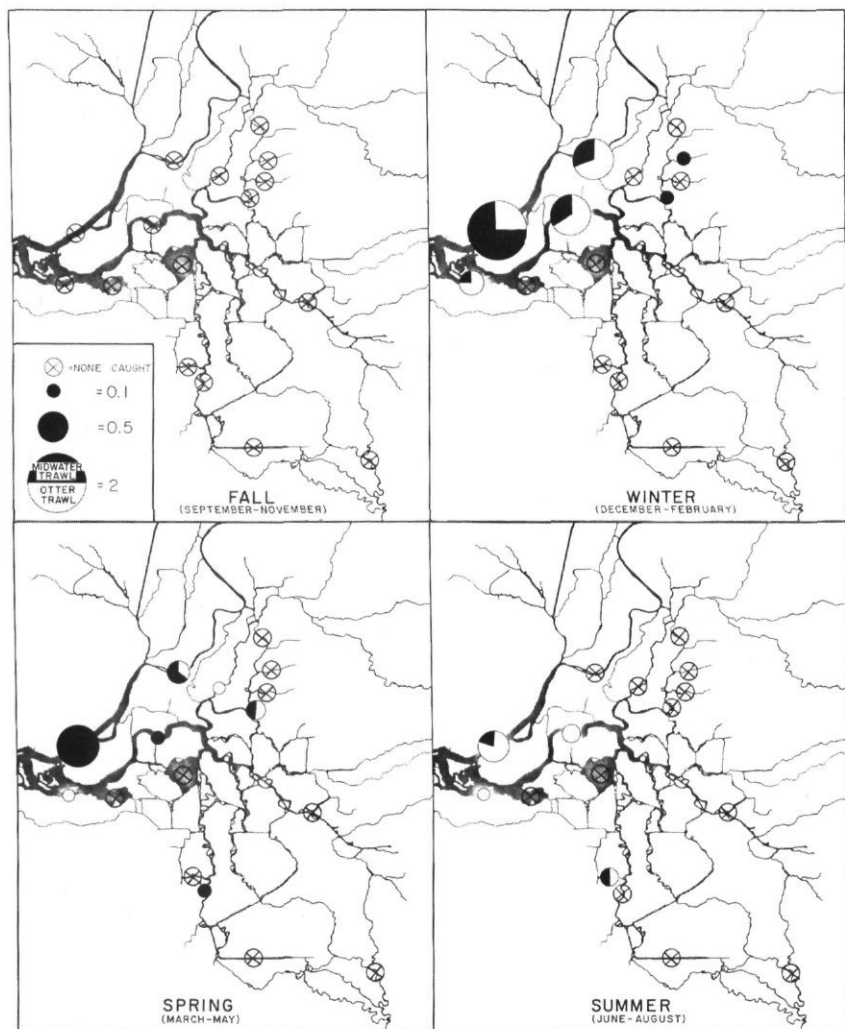 ⊗ =NONE CAUGHT
=0.1
=0.5
MIDWATER
TRAWL
OTTER
TRAWL
=2
FALL
(SEPTEMBER-NOVEMBER)
WINTER
(DECEMBER-FEBRUARY)
SPRING
(MARCH-MAY)
SUMMER
(JUNE-AUGUST)